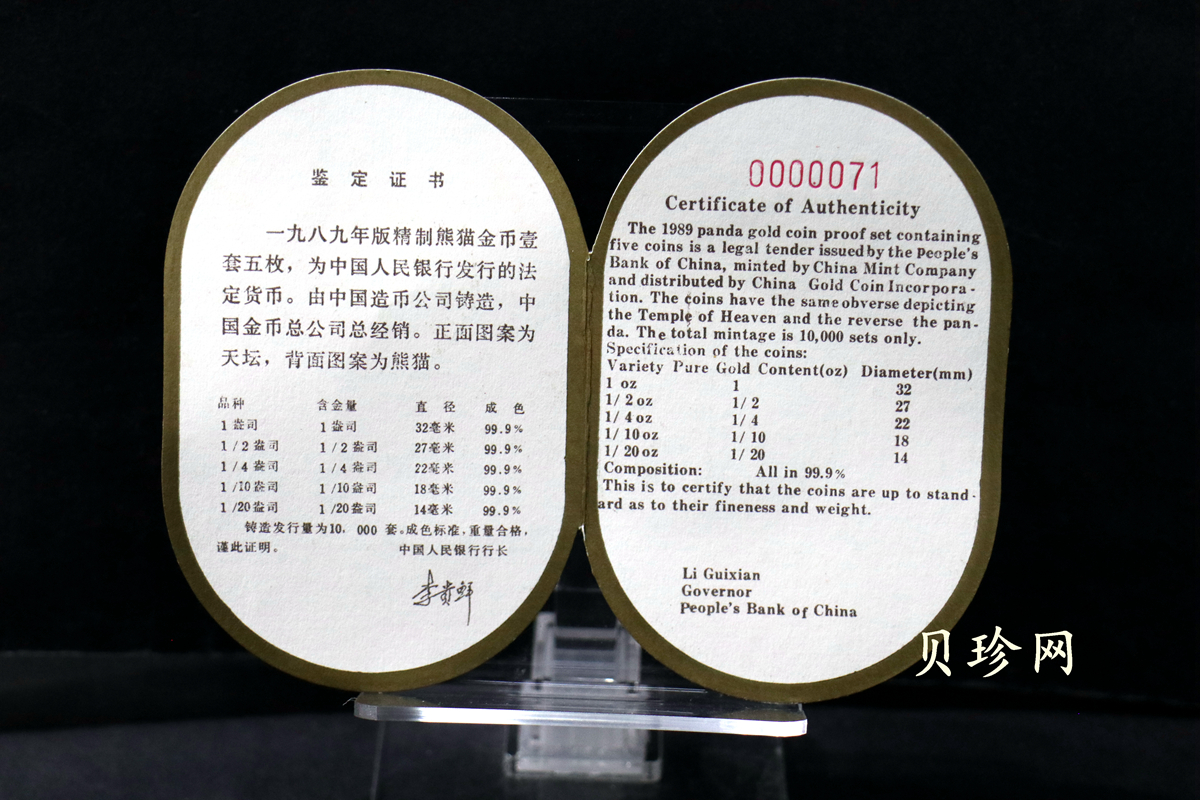 鉴定证书
一九八九年版精制熊猫金币壹
套五枚，为中国人民银行发行的法
定货币。由中国造币公司铸造，中
国金币总公司总经销。正面图案为
天坛，背面图案为熊猫。
品种 含金量 直径 成色
1盎司 1盎司 32毫米 99.9%
1/2盎司 1/2盎司 27毫米 99.9%
1/4盎司 1/4盎司 22毫米 99.9%
1/10盎司 1/10盎司 18毫米 99.9%
1/20盎司 1/20盎司 14毫米 99.9%
铸造发行量为10，000套。成色标准，重量合格，
谨此证明。 中国人民银行行长
李贵鲜
0000071
Certificate of Authenticity
The 1989 panda gold coin proof set containing
five coins is a legal tender issued by the People's
Bank of China, minted by China Mint Company
and distributed by China Gold Coin Incorpora-
tion. The coins have the same obverse depicting
the Temple of Heaven and the reverse the pan-
da. The total mintage is 10,000 sets only.
Specification of the coins:
Variety Pure Gold Content(oz) Diameter(mm)
1 oz 1 32
1/2 oz 1/2 27
1/4 oz 1/4 22
1/10 oz 1/10 18
1/20 oz 1/20 14
Composition: All in 99.9%
This is to certify that the coins are up to stand-
ard as to their fineness and weight.
Li Guixian
Governor
People's Bank of China
贝珍网